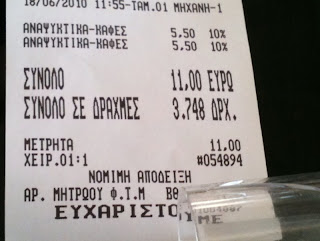 18/06/2010 11:55-ΤΑΜ.01 ΜΗΧΑΝΗ-1
ΑΝΑΨΥΚΤΙΚΑ-ΚΑΦΕΣ 5,50 10%
ΑΝΑΨΥΚΤΙΚΑ-ΚΑΦΕΣ 5,50 10%
ΣΥΝΟΛΟ 11,00 ΕΥΡΩ
ΣΥΝΟΛΟ ΣΕ ΔΡΑΧΜΕΣ 3.748 ΔΡΧ.
ΜΕΤΡΗΤΑ 11,00
ΧΕΙΡ.01:1 #054894
ΝΟΜΙΜΗ ΑΠΟΔΕΙΞΗ
ΑΡ. ΜΗΤΡΩΟΥ Φ.Τ.Μ
ΕΥΧΑΡΙΣΤΟΥΜΕ